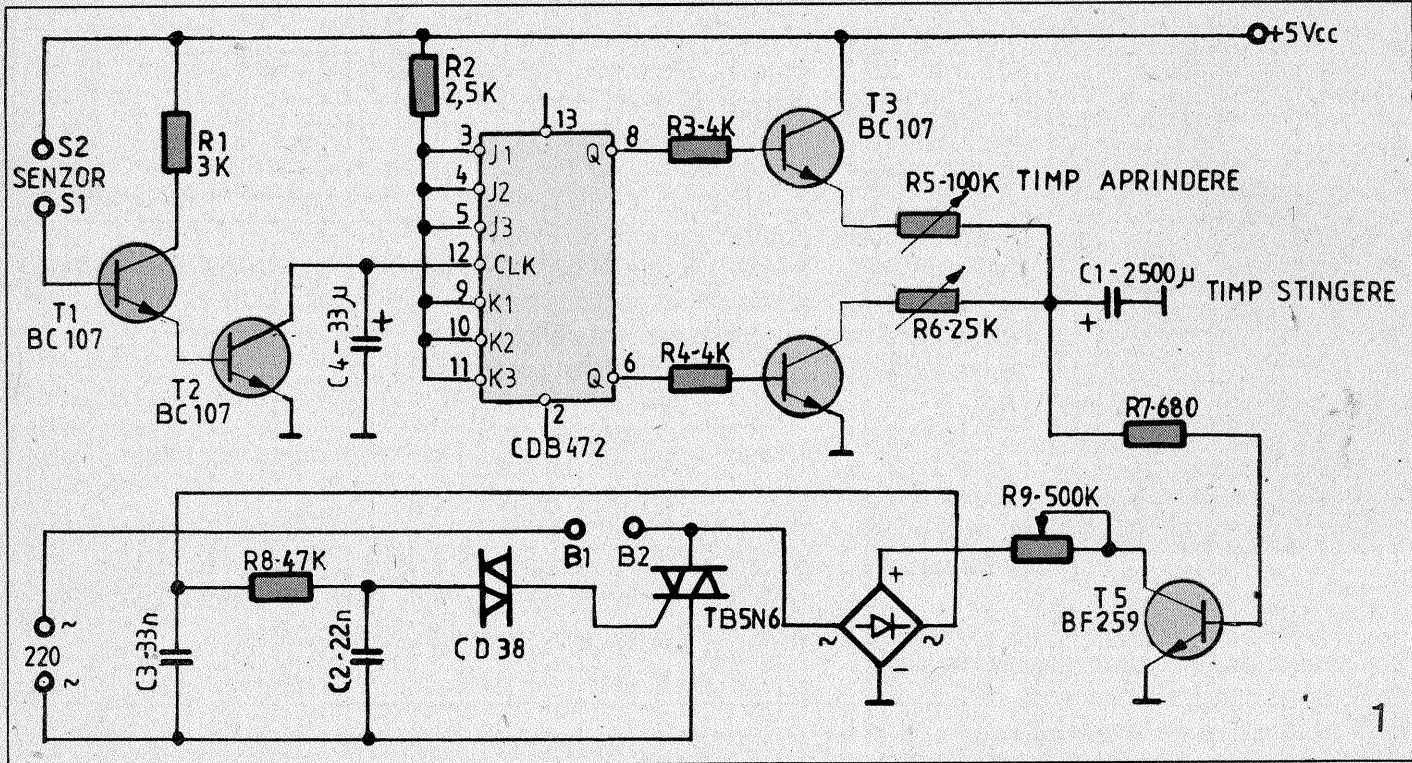 +5Vcc
R2
2,5K
R1
3K
S2
SENZOR
S1
T1
BC107
T2
BC107
C4-33µ
+
13
3 J1
4 J2
5 J3
12 CLK
9 K1
10 K2
11 K3
Q 8
Q 6
2
CDB472
R3-4K
T3
BC107
R5-100K TIMP APRINDERE
C1-2500µ
+
TIMP STINGERE
R6-25K
R4-4K
R7-680
R9-500K
T5
BF259
B1
B2
R8-47K
CD38
TB5N6
+
~
~
-
~
220
~
C3-33n
C2-22n
1